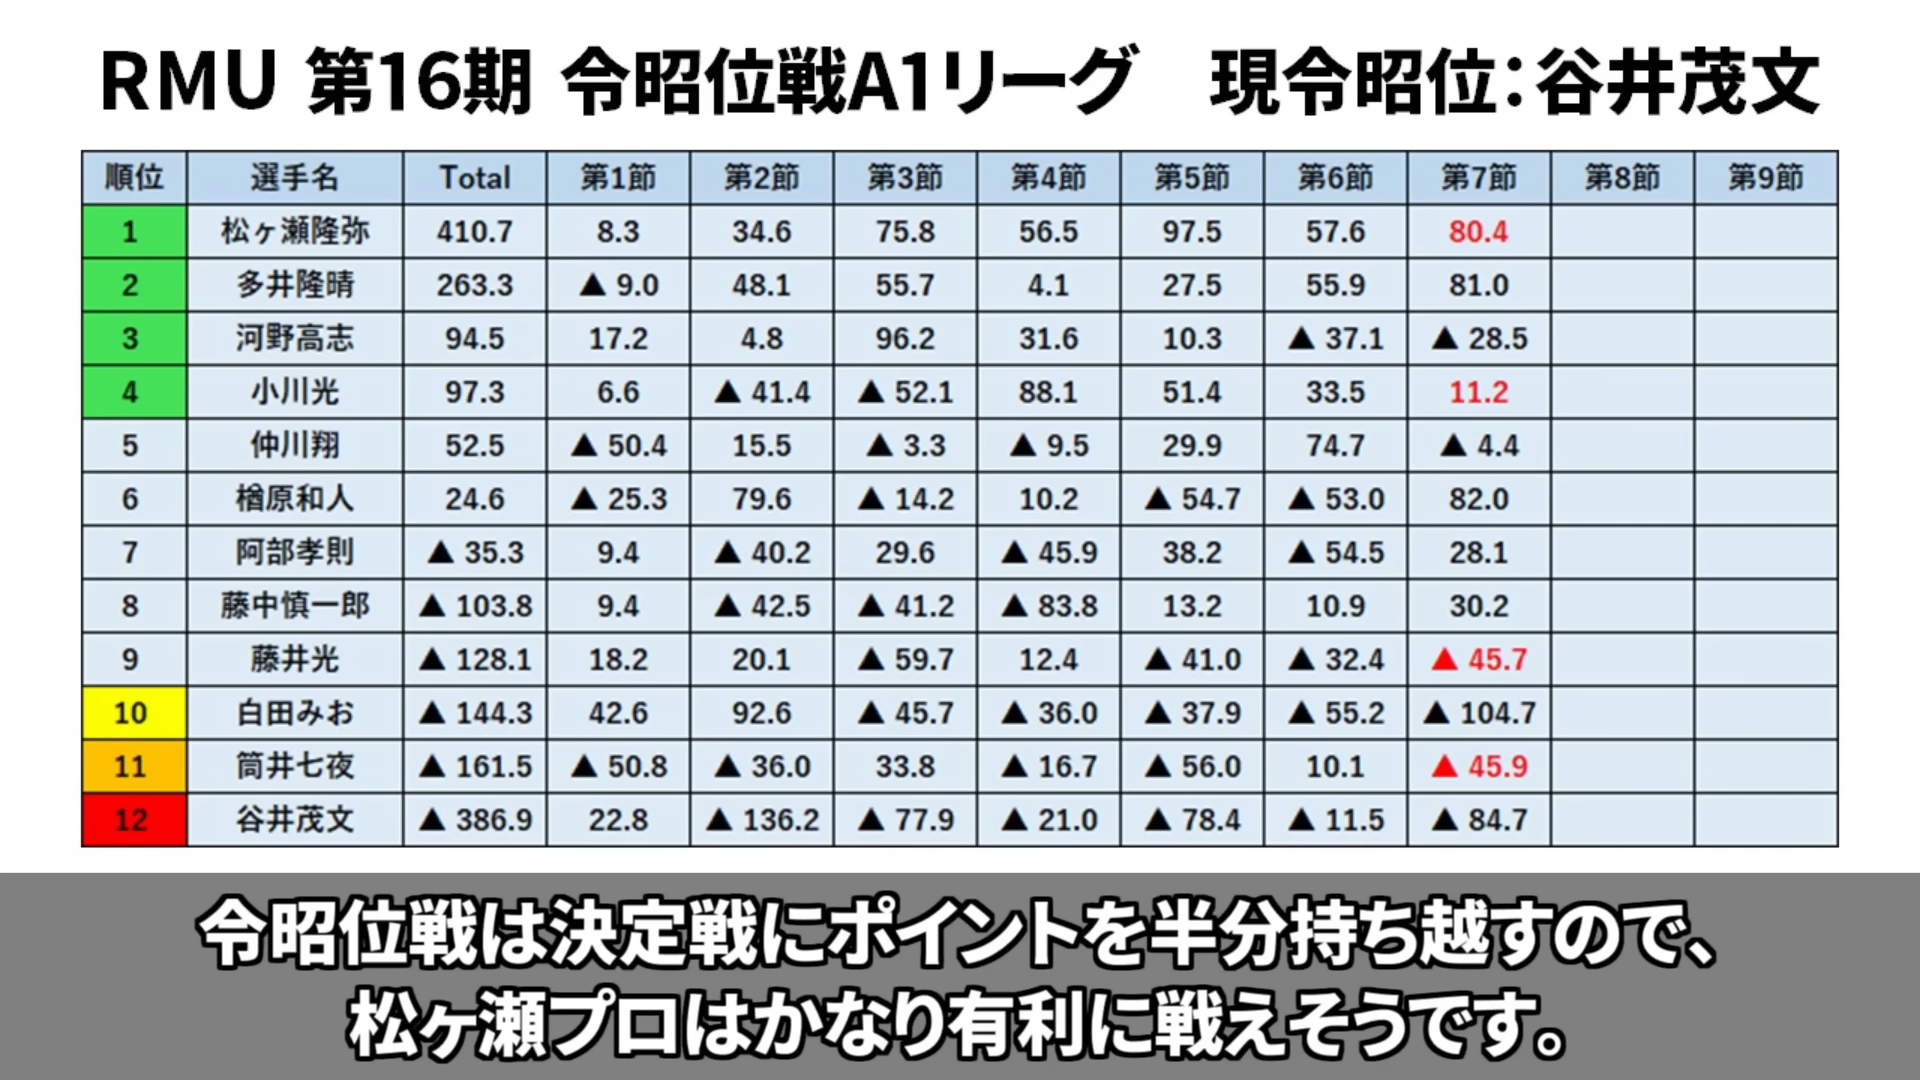 RMU 第16期 令昭位戦A1リーグ　現令昭位：谷井茂文
順位 選手名 Total 第1節 第2節 第3節 第4節 第5節 第6節 第7節 第8節 第9節
1 松ヶ瀬隆弥 410.7 8.3 34.6 75.8 56.5 97.5 57.6 80.4
2 多井隆晴 263.3 ▲ 9.0 48.1 55.7 4.1 27.5 55.9 81.0
3 河野高志 94.5 17.2 4.8 96.2 31.6 10.3 ▲ 37.1 ▲ 28.5
4 小川光 97.3 6.6 ▲ 41.4 ▲ 52.1 88.1 51.4 33.5 11.2
5 仲川翔 52.5 ▲ 50.4 15.5 ▲ 3.3 ▲ 9.5 29.9 74.7 ▲ 4.4
6 楢原和人 24.6 ▲ 25.3 79.6 ▲ 14.2 10.2 ▲ 54.7 ▲ 53.0 82.0
7 阿部孝則 ▲ 35.3 9.4 ▲ 40.2 29.6 ▲ 45.9 38.2 ▲ 54.5 28.1
8 藤中慎一郎 ▲ 103.8 9.4 ▲ 42.5 ▲ 41.2 ▲ 83.8 13.2 10.9 30.2
9 藤井光 ▲ 128.1 18.2 20.1 ▲ 59.7 12.4 ▲ 41.0 ▲ 32.4 ▲ 45.7
10 白田みお ▲ 144.3 42.6 92.6 ▲ 45.7 ▲ 36.0 ▲ 37.9 ▲ 55.2 ▲ 104.7
11 筒井七夜 ▲ 161.5 ▲ 50.8 ▲ 36.0 33.8 ▲ 16.7 ▲ 56.0 10.1 ▲ 45.9
12 谷井茂文 ▲ 386.9 22.8 ▲ 136.2 ▲ 77.9 ▲ 21.0 ▲ 78.4 ▲ 11.5 ▲ 84.7
令昭位戦は決定戦にポイントを半分持ち越すので、
松ヶ瀬プロはかなり有利に戦えそうです。